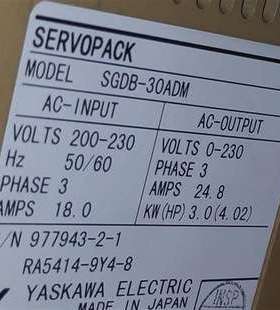 SERVOPACK
MODEL SGDB-30ADM
AC-INPUT AC-OUTPUT
VOLTS 200-230 VOLTS 0-230
Hz 50/60 PHASE 3
PHASE 3 AMPS 24.8
AMPS 18.0 KW(HP) 3.0(4.02)
/N 977943-2-1
RA5414-9Y4-8
YASKAWA ELECTRIC
MADE IN JAPAN
INSP